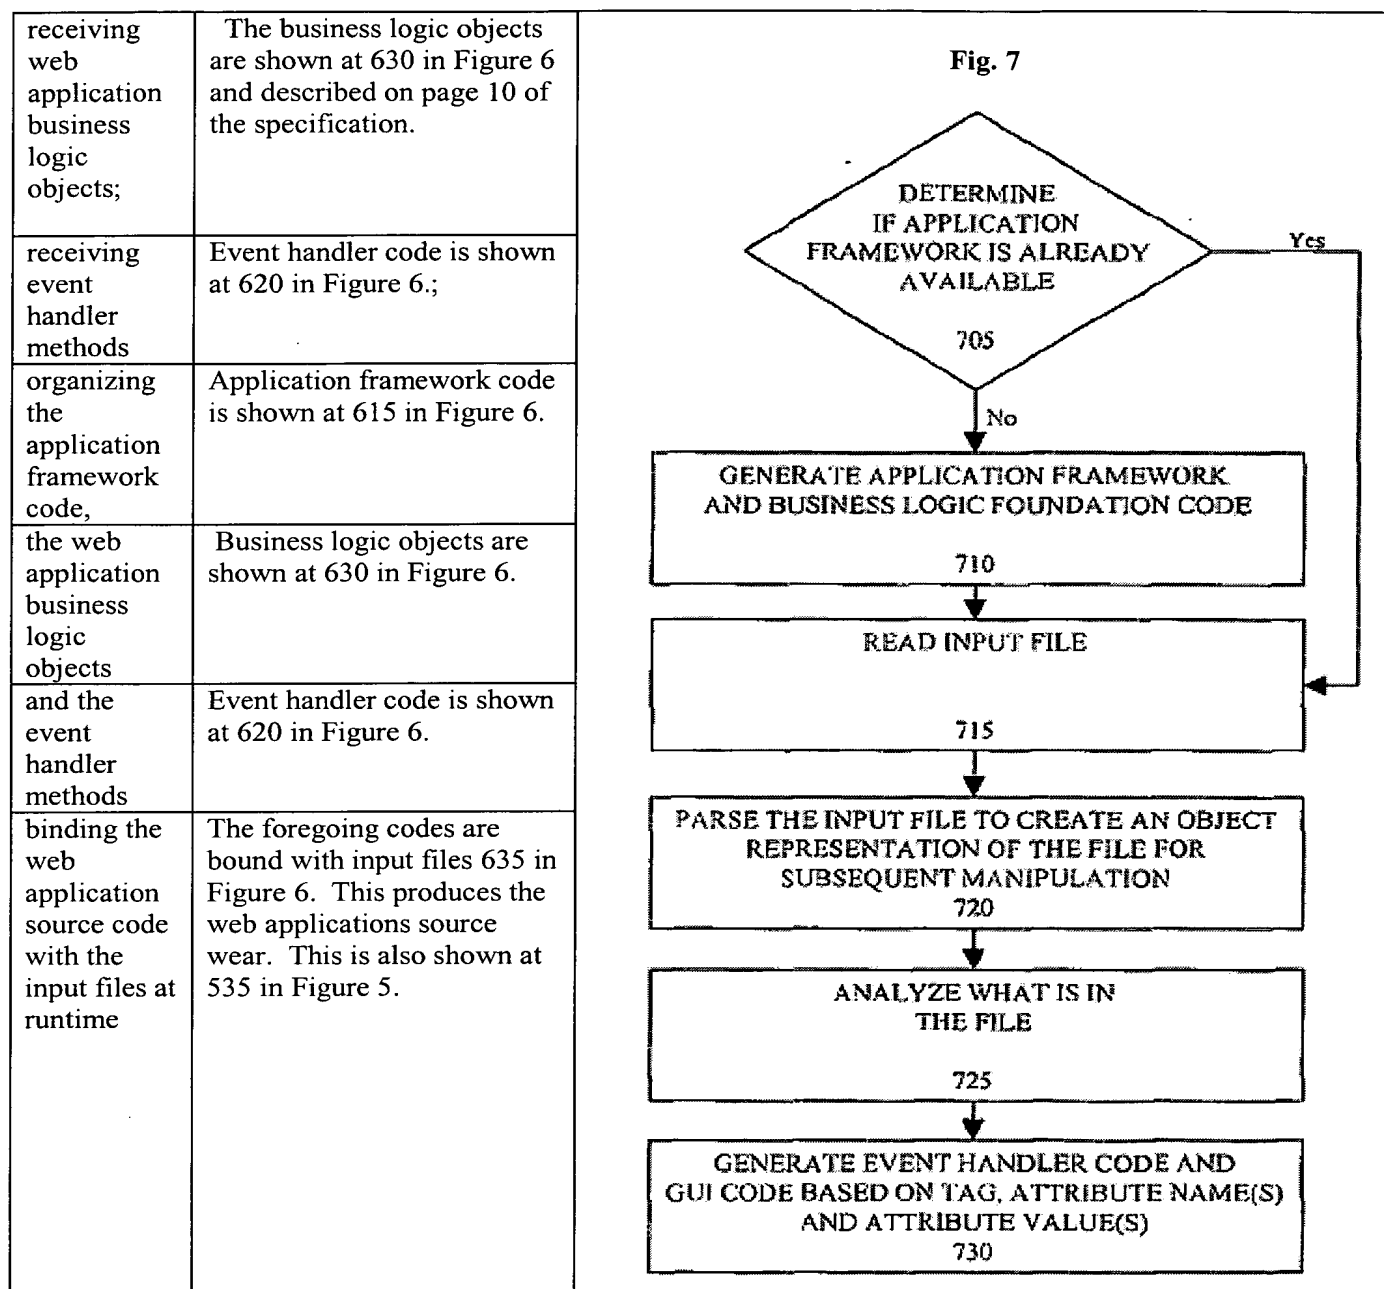 receiving
web
application
business
logic
objects;
The business logic objects
are shown at 630 in Figure 6
and described on page 10 of
the specification.
receiving
event
handler
methods
Event handler code is shown
at 620 in Figure 6.;
organizing
the
application
framework
code,
Application framework code
is shown at 615 in Figure 6.
the web
application
business
logic
objects
Business logic objects are
shown at 630 in Figure 6.
and the
event
handler
methods
Event handler code is shown
at 620 in Figure 6.
binding the
web
application
source code
with the
input files at
runtime
The foregoing codes are
bound with input files 635 in
Figure 6. This produces the
web applications source
wear. This is also shown at
535 in Figure 5.
Fig. 7
DETERMINE
IF APPLICATION
FRAMEWORK IS ALREADY
AVAILABLE
705
Yes
No
GENERATE APPLICATION FRAMEWORK
AND BUSINESS LOGIC FOUNDATION CODE
710
READ INPUT FILE
715
PARSE THE INPUT FILE TO CREATE AN OBJECT
REPRESENTATION OF THE FILE FOR
SUBSEQUENT MANIPULATION
720
ANALYZE WHAT IS IN
THE FILE
725
GENERATE EVENT HANDLER CODE AND
GUI CODE BASED ON TAG, ATTRIBUTE NAME(S)
AND ATTRIBUTE VALUE(S)
730